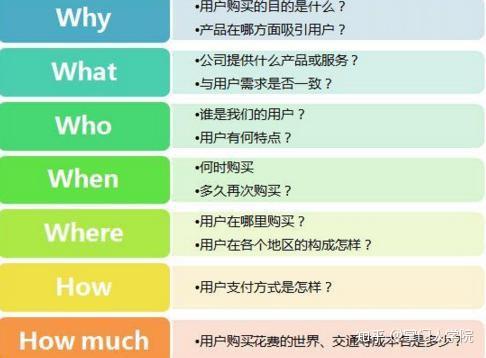 Why
•用户购买的目的是什么？
•产品在哪方面吸引用户？
What
•公司提供什么产品或服务？
•与用户需求是否一致？
Who
•谁是我们的用户？
•用户有何特点？
When
•何时购买
•多久再次购买？
Where
•用户在哪里购买？
•用户在各个地区的构成怎样？
How
•用户支付方式是怎样？
How much
•用户购买花费的世界、交通等成本各是多少？
知乎